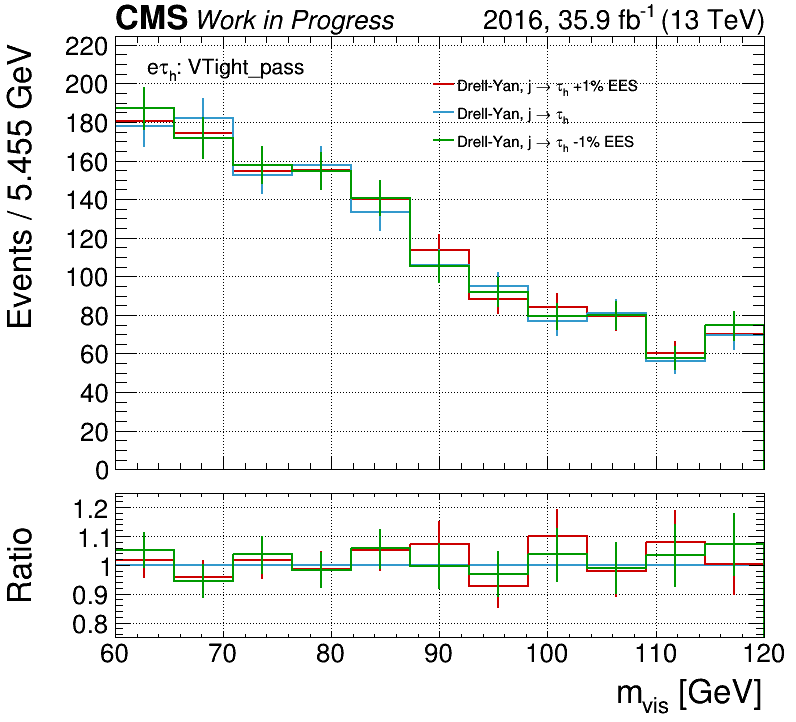 CMS Work in Progress 2016, 35.9 fb⁻¹ (13 TeV)
eτₕ: VTight_pass
Drell-Yan, j → τₕ +1% EES
Drell-Yan, j → τₕ
Drell-Yan, j → τₕ -1% EES
Events / 5.455 GeV
220
200
180
160
140
120
100
80
60
40
20
0
Ratio
1.2
1.1
1
0.9
0.8
60 70 80 90 100 110 120
m_vis [GeV]